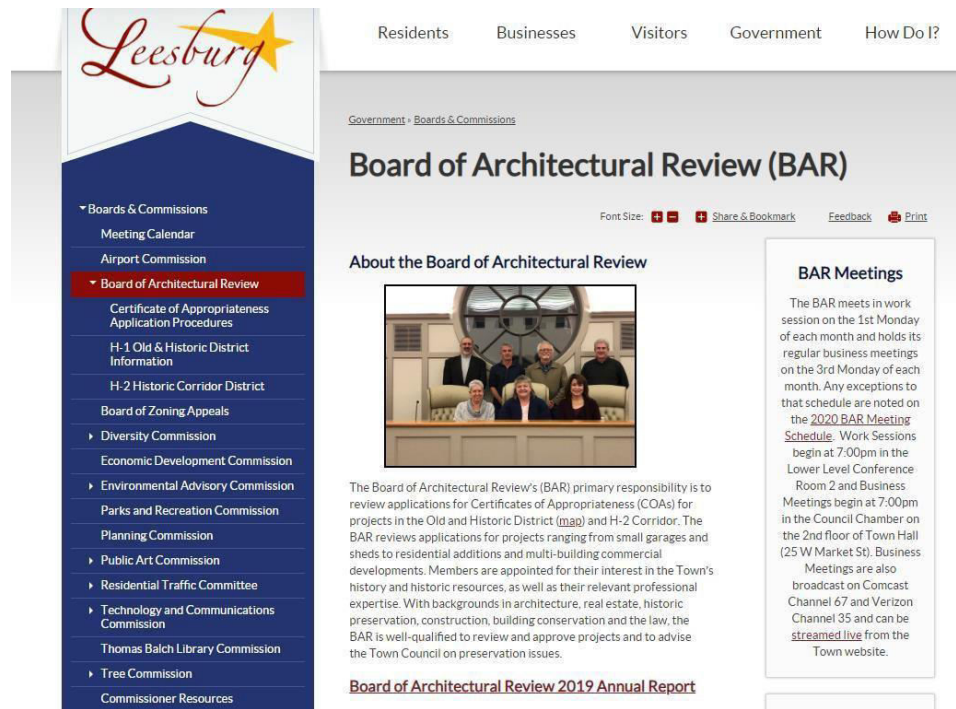 Leesburg
Residents
Businesses
Visitors
Government
How Do I?
Government » Boards & Commissions
Board of Architectural Review (BAR)
Font Size:
Share & Bookmark
Feedback
Print
Boards & Commissions
Meeting Calendar
Airport Commission
Board of Architectural Review
Certificate of Appropriateness
Application Procedures
H-1 Old & Historic District
Information
H-2 Historic Corridor District
Board of Zoning Appeals
Diversity Commission
Economic Development Commission
Environmental Advisory Commission
Parks and Recreation Commission
Planning Commission
Public Art Commission
Residential Traffic Committee
Technology and Communications
Commission
Thomas Balch Library Commission
Tree Commission
Commissioner Resources
About the Board of Architectural Review
The Board of Architectural Review's (BAR) primary responsibility is to
review applications for Certificates of Appropriateness (COAs) for
projects in the Old and Historic District (map) and H-2 Corridor. The
BAR reviews applications for projects ranging from small garages and
sheds to residential additions and multi-building commercial
developments. Members are appointed for their interest in the Town's
history and historic resources, as well as their relevant professional
expertise. With backgrounds in architecture, real estate, historic
preservation, construction, building conservation and the law, the
BAR is well-qualified to review and approve projects and to advise
the Town Council on preservation issues.
Board of Architectural Review 2019 Annual Report
BAR Meetings
The BAR meets in work
session on the 1st Monday
of each month and holds its
regular business meetings
on the 3rd Monday of each
month. Any exceptions to
that schedule are noted on
the 2020 BAR Meeting
Schedule. Work Sessions
begin at 7:00pm in the
Lower Level Conference
Room 2 and Business
Meetings begin at 7:00pm
in the Council Chamber on
the 2nd floor of Town Hall
(25 W Market St). Business
Meetings are also
broadcast on Comcast
Channel 67 and Verizon
Channel 35 and can be
streamed live from the
Town website.